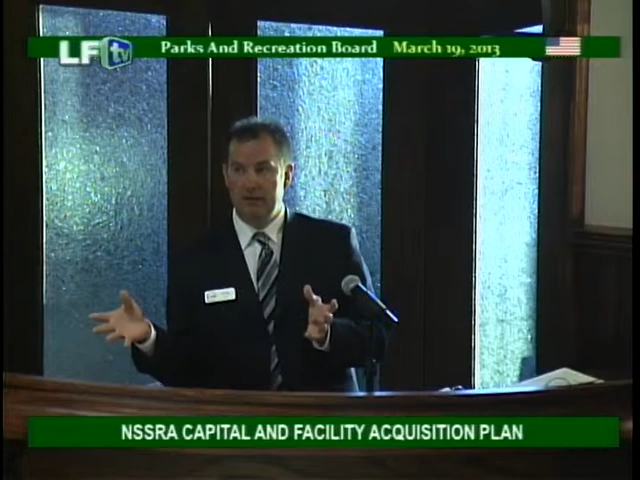 LF tv Parks And Recreation Board March 19, 2013
NSSRA CAPITAL AND FACILITY ACQUISITION PLAN